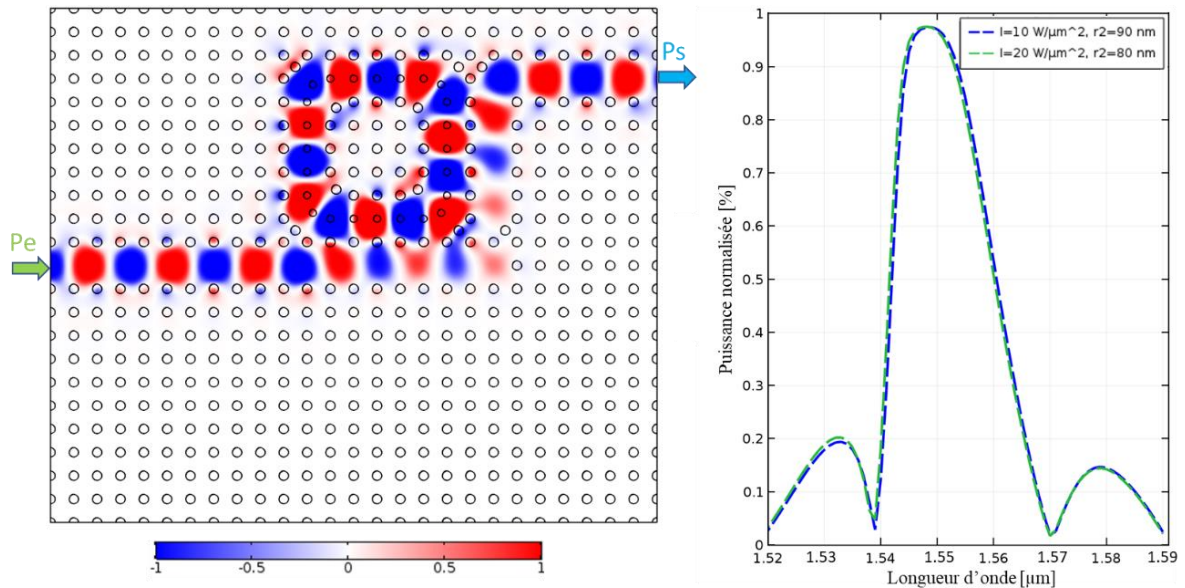 Pe
Ps
-1 -0.5 0 0.5 1
I=10 W/µm^2, r2=90 nm
I=20 W/µm^2, r2=80 nm
Puissance normalisée [%]
1
0.9
0.8
0.7
0.6
0.5
0.4
0.3
0.2
0.1
0
1.52 1.53 1.54 1.55 1.56 1.57 1.58 1.59
Longueur d'onde [µm]